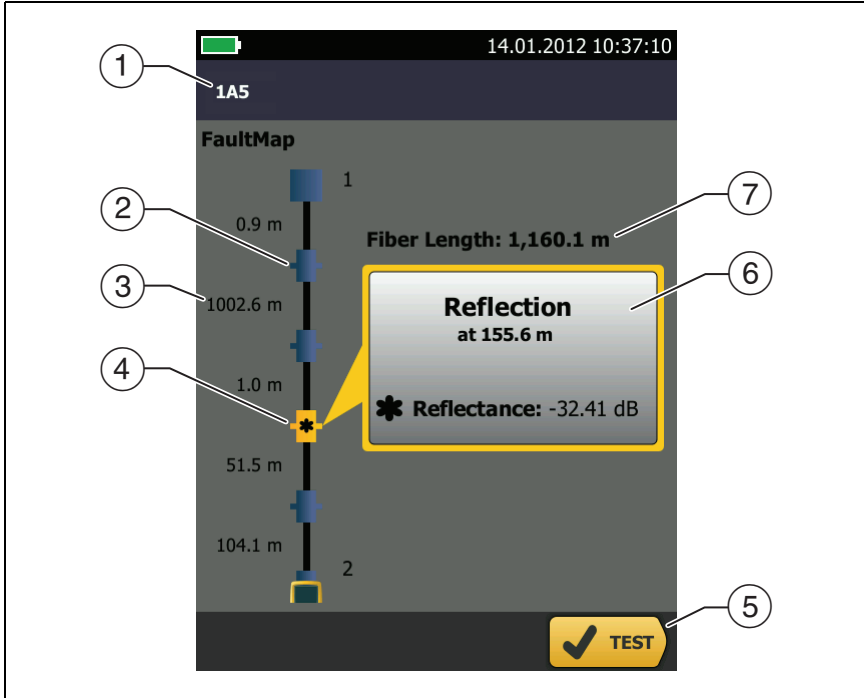 14.01.2012 10:37:10
1
1A5
FaultMap
1
2
0.9 m
7
Fiber Length: 1,160.1 m
3
1002.6 m
6
Reflection
at 155.6 m
4
1.0 m
Reflectance: -32.41 dB
51.5 m
104.1 m
2
5
TEST